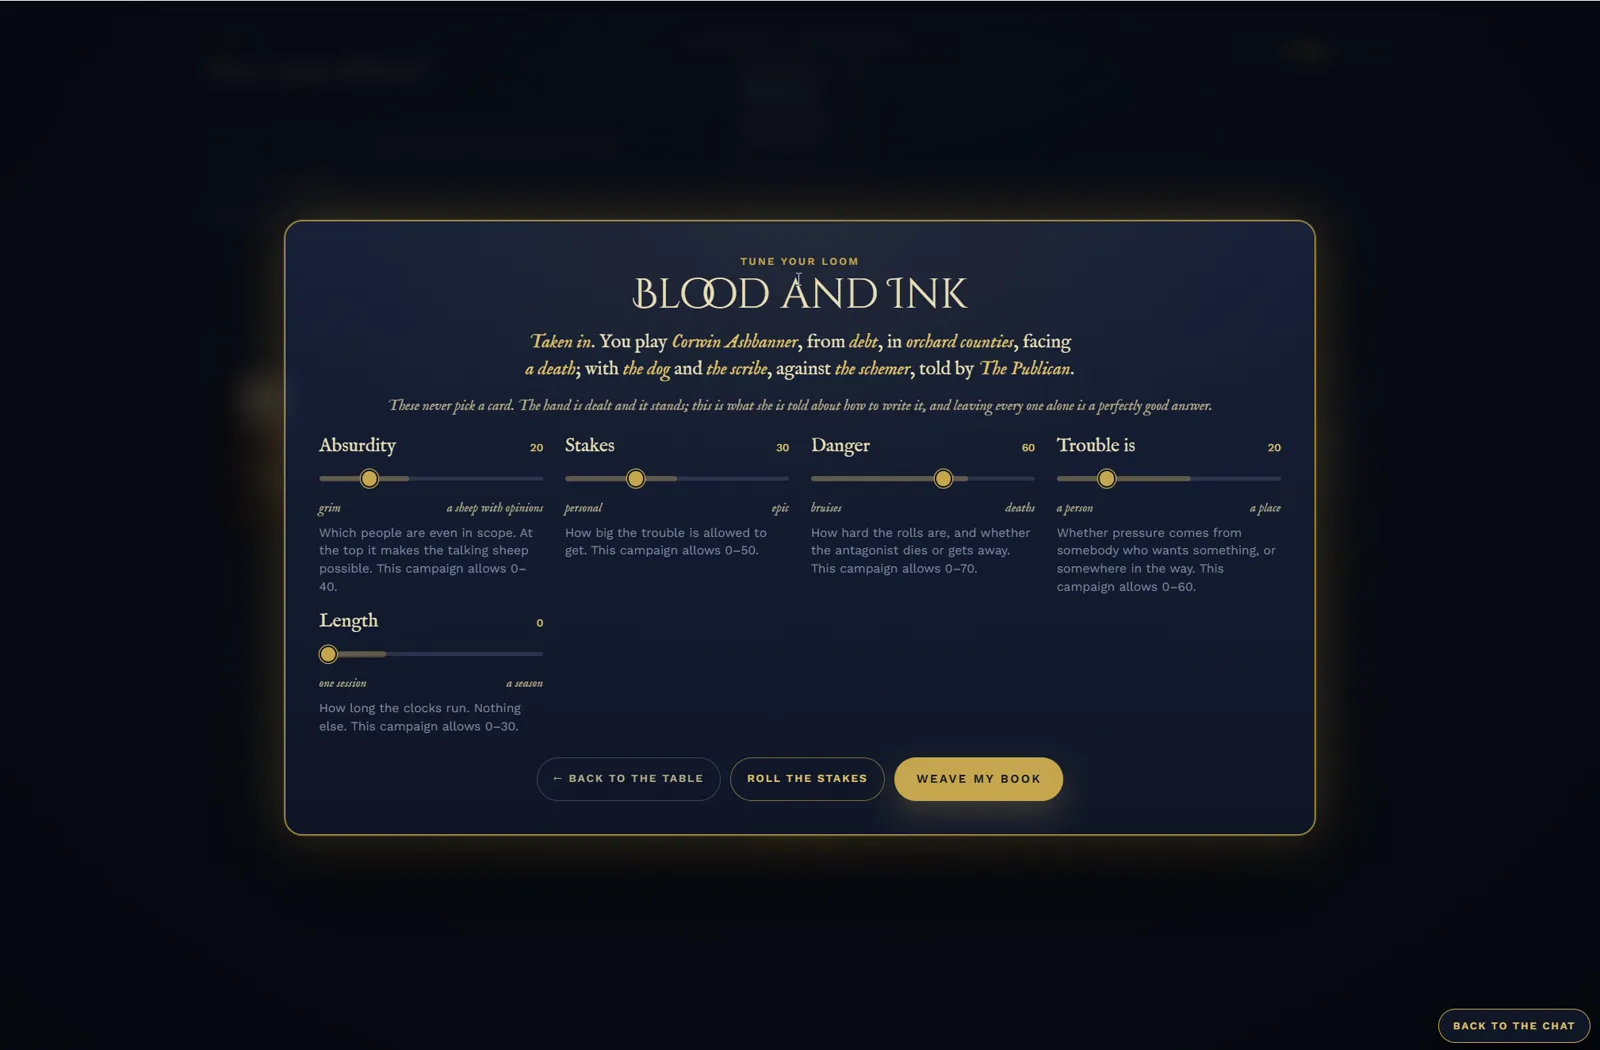 TUNE YOUR LOOM
BLOOD AND INK
Taken in. You play Corwin Ashbanner, from debt, in orchard counties, facing
a death; with the dog and the scribe, against the schemer, told by The Publican.
These never pick a card. The hand is dealt and it stands; this is what she is told about how to write it, and leaving every one alone is a perfectly good answer.
Absurdity 20
grim a sheep with opinions
Which people are even in scope. At
the top it makes the talking sheep
possible. This campaign allows 0–
40.
Stakes 30
personal epic
How big the trouble is allowed to
get. This campaign allows 0–50.
Danger 60
bruises deaths
How hard the rolls are, and whether
the antagonist dies or gets away.
This campaign allows 0–70.
Trouble is 20
a person a place
Whether pressure comes from
somebody who wants something, or
somewhere in the way. This
campaign allows 0–60.
Length 0
one session a season
How long the clocks run. Nothing
else. This campaign allows 0–30.
← BACK TO THE TABLE
ROLL THE STAKES
WEAVE MY BOOK
BACK TO THE CHAT